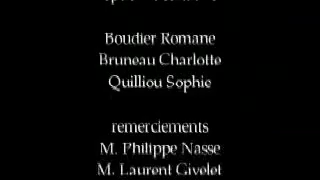 Boudier Romane
Bruneau Charlotte
Quilliou Sophie
remerciements
M. Philippe Nasse
M. Laurent Givelet